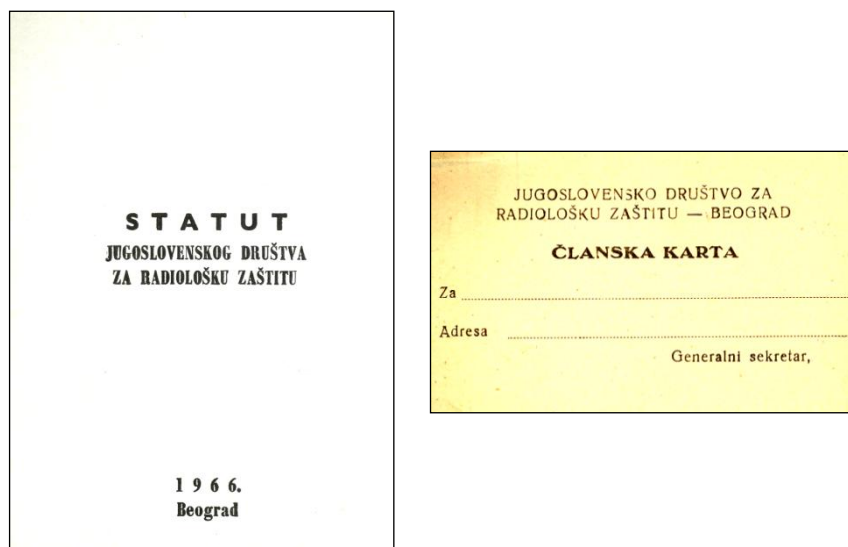 STATUT
JUGOSLOVENSKOG DRUŠTVA
ZA RADIOLOŠKU ZAŠTITU
1966.
Beograd
JUGOSLOVENSKO DRUŠTVO ZA
RADIOLOŠKU ZAŠTITU — BEOGRAD
ČLANSKA KARTA
Za
Adresa
Generalni sekretar,